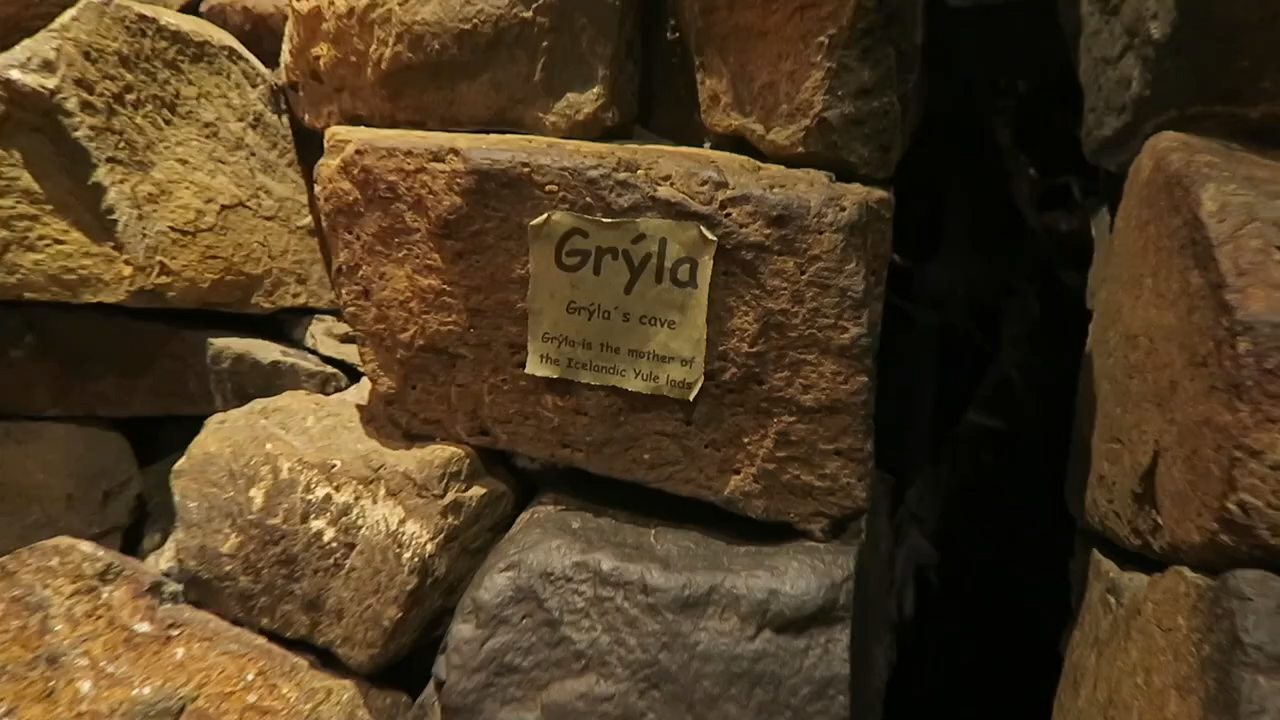 Grýla
Grýla´s cave
Grýla is the mother of
the Icelandic Yule lads